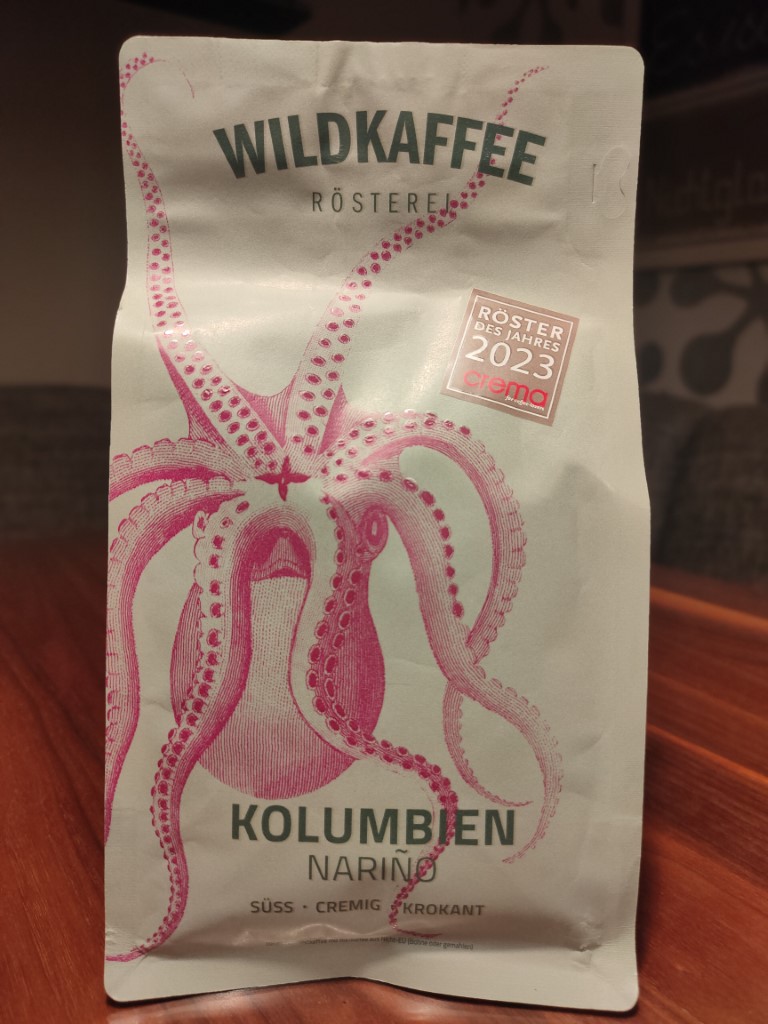 WILDKAFFEE
RÖSTEREI
RÖSTER
DES JAHRES
2023
crema
KOLUMBIEN
NARIÑO
SÜSS · CREMIG · KROKANT